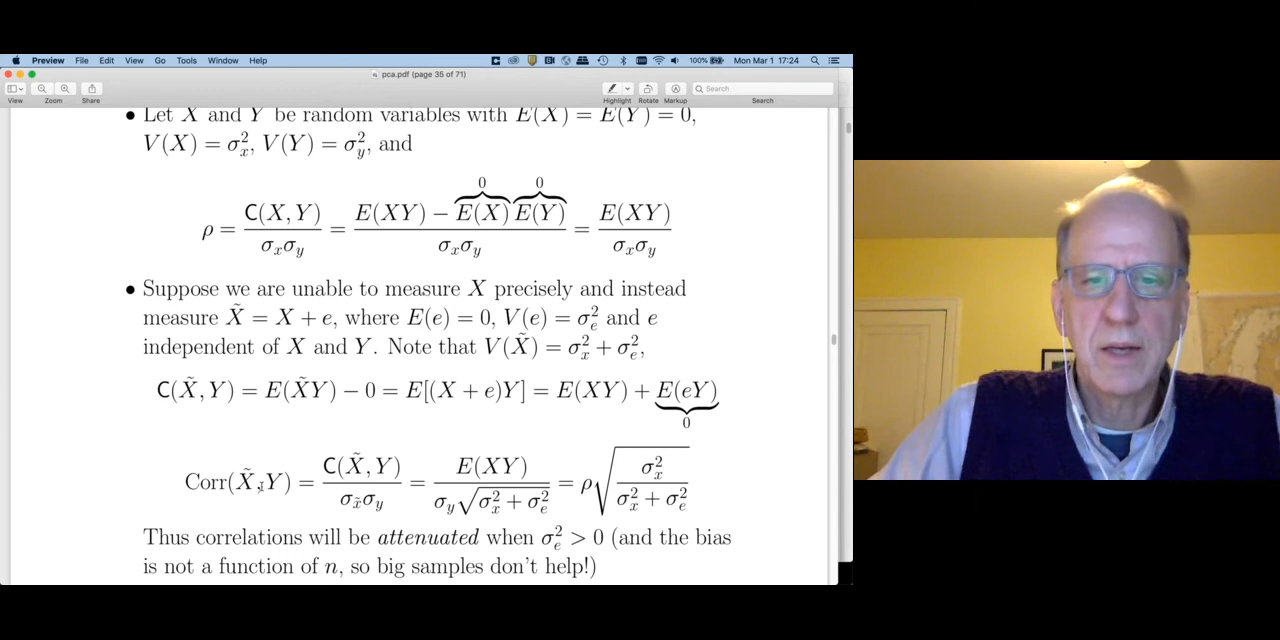 Preview File Edit View Go Tools Window Help 100% Mon Mar 1 17:24
pca.pdf (page 35 of 71)
View Zoom Share Highlight Rotate Markup Search
Search
• Let X and Y be random variables with E(X) = E(Y) = 0,
V(X) = σ_x^2, V(Y) = σ_y^2, and
0 0
ρ = C(X, Y) / σ_xσ_y = E(XY) − E(X) E(Y) / σ_xσ_y = E(XY) / σ_xσ_y
• Suppose we are unable to measure X precisely and instead
measure X̃ = X + e, where E(e) = 0, V(e) = σ_e^2 and e
independent of X and Y. Note that V(X̃) = σ_x^2 + σ_e^2,
C(X̃, Y) = E(X̃Y) − 0 = E[(X + e)Y] = E(XY) + E(eY)
0
Corr(X̃, Y) = C(X̃, Y) / σ_x̃σ_y = E(XY) / σ_y√(σ_x^2 + σ_e^2) = ρ√(σ_x^2 / (σ_x^2 + σ_e^2))
Thus correlations will be attenuated when σ_e^2 > 0 (and the bias
is not a function of n, so big samples don't help!)